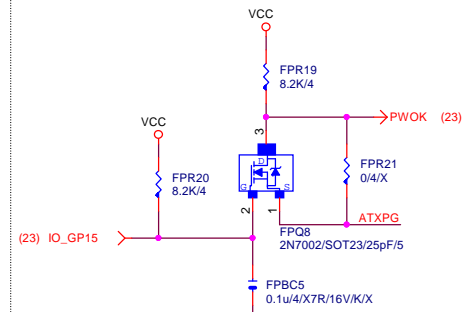 VCC
FPR19
8.2K/4
PWOK (23)
VCC
3
D
FPR20
8.2K/4
FPR21
0/4/X
G
S
2
1
ATXPG
FPQ8
2N7002/SOT23/25pF/5
(23) IO_GP15
FPBC5
0.1u/4/X7R/16V/K/X